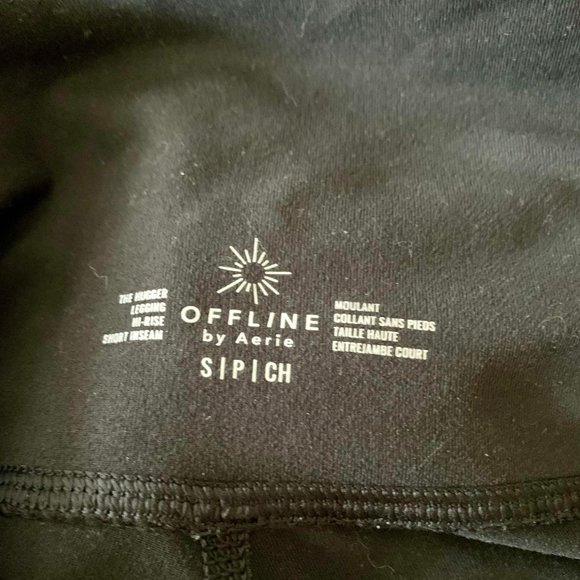 THE HUGGER
LEGGING
HI-RISE
SHORT INSEAM
OFFLINE
by Aerie
S|P|CH
MOULANT
COLLANT SANS PIEDS
TAILLE HAUTE
ENTREJAMBE COURT